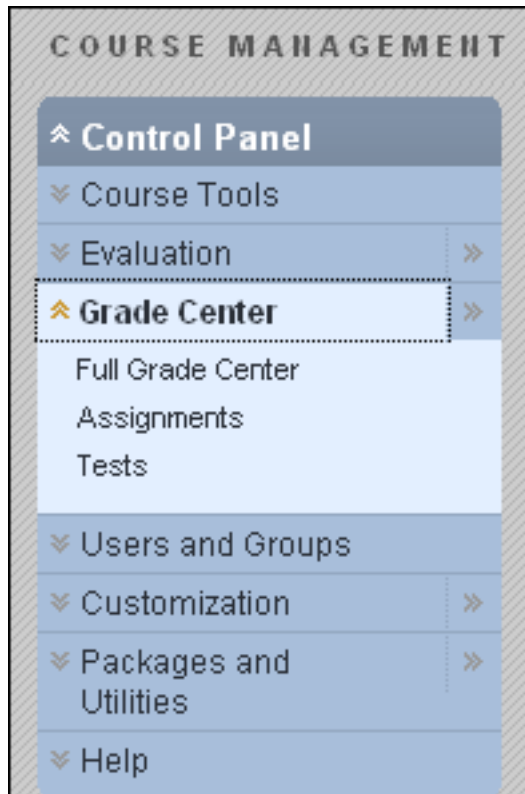 COURSE MANAGEMENT
Control Panel
Course Tools
Evaluation
Grade Center
Full Grade Center
Assignments
Tests
Users and Groups
Customization
Packages and
Utilities
Help